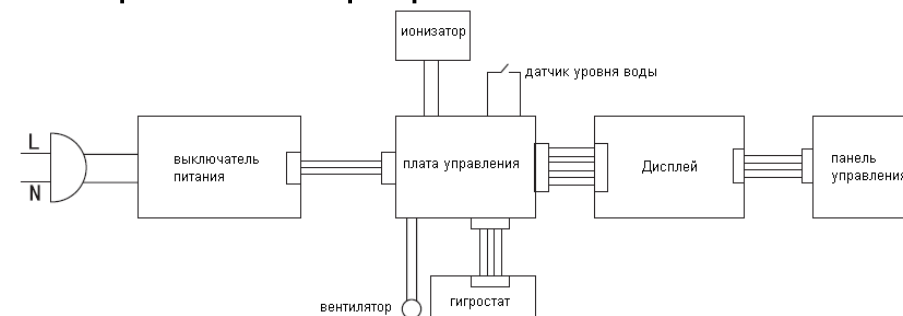 ионизатор
датчик уровня воды
L
N
выключатель
питания
плата управления
Дисплей
панель
управления
вентилятор
гигростат